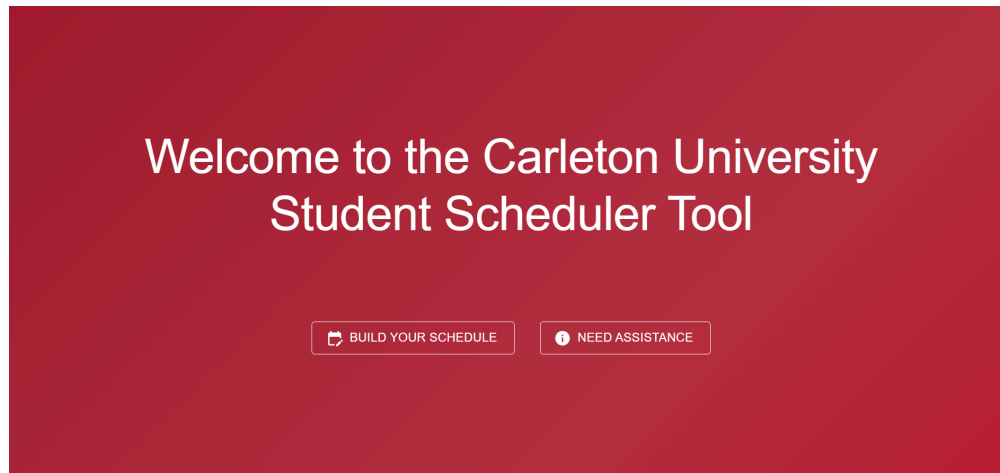 Welcome to the Carleton University
Student Scheduler Tool
BUILD YOUR SCHEDULE
NEED ASSISTANCE